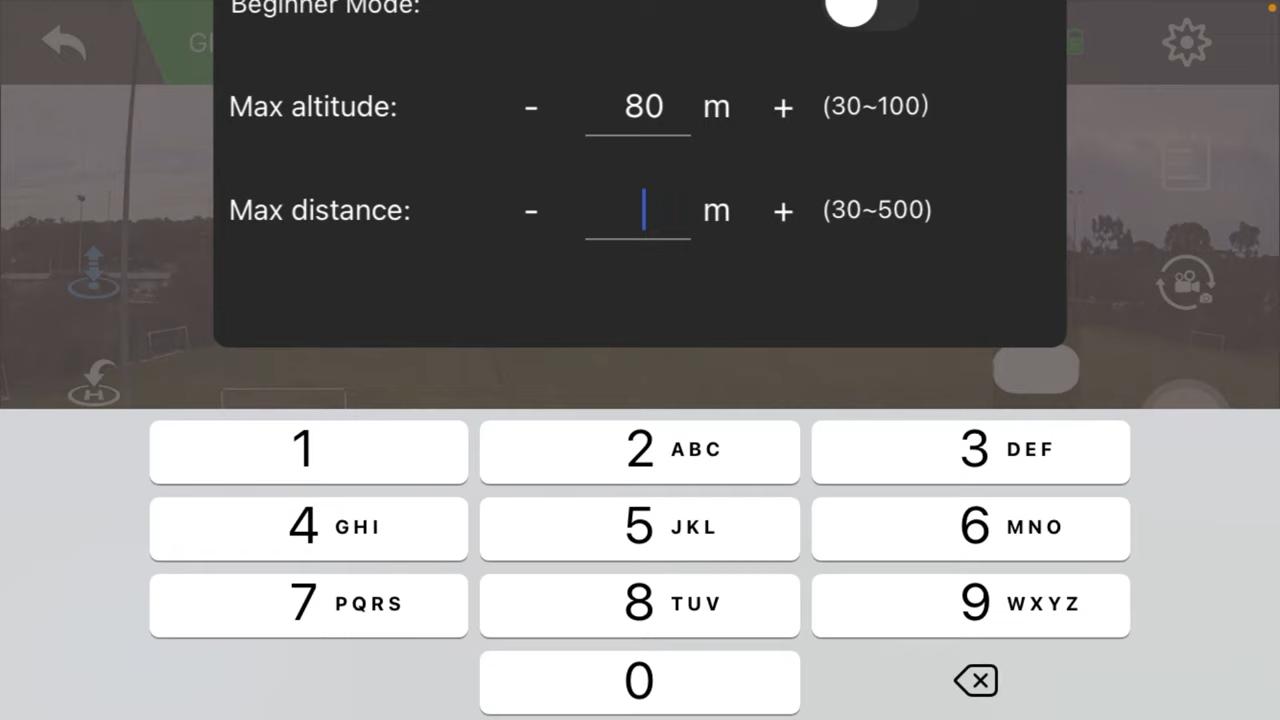 Beginner Mode:
Max altitude: - 80 m + (30~100)
Max distance: - m + (30~500)
1
2 ABC
3 DEF
4 GHI
5 JKL
6 MNO
7 PQRS
8 TUV
9 WXYZ
0